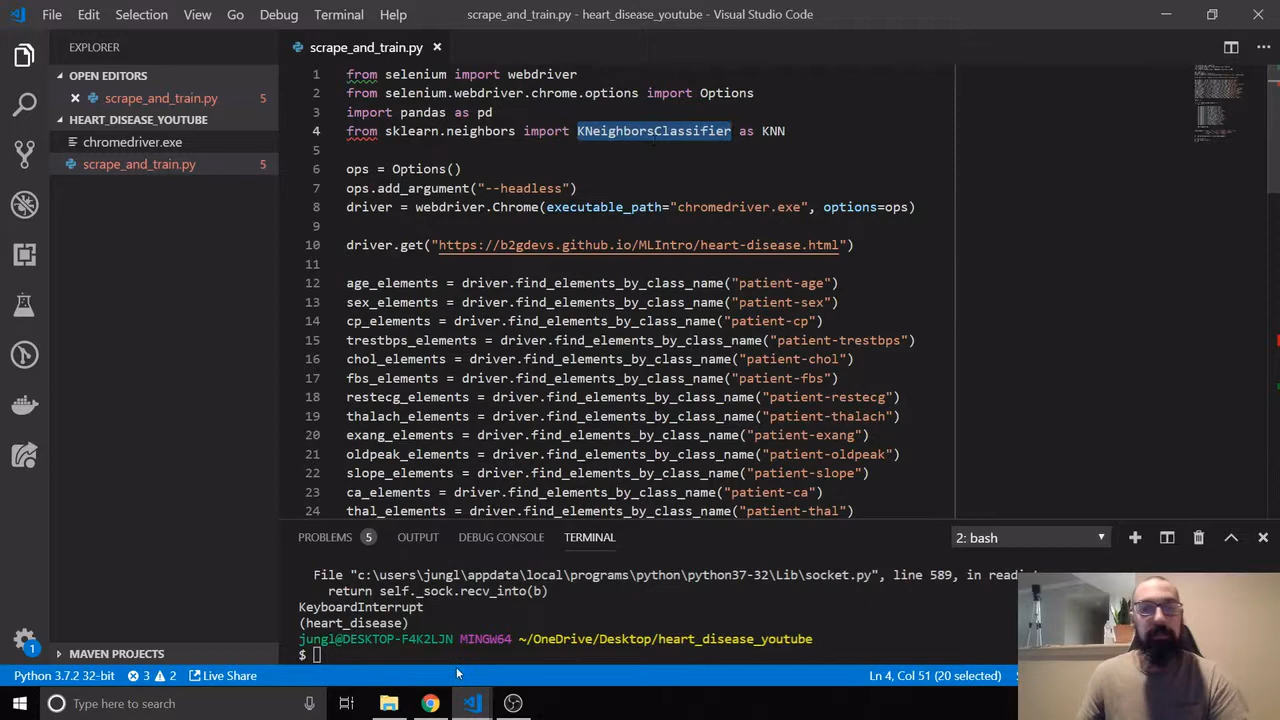 File Edit Selection View Go Debug Terminal Help scrape_and_train.py - heart_disease_youtube - Visual Studio Code
EXPLORER
OPEN EDITORS
scrape_and_train.py 5
HEART_DISEASE_YOUTUBE
chromedriver.exe
scrape_and_train.py 5
MAVEN PROJECTS
1
scrape_and_train.py
1 from selenium import webdriver
2 from selenium.webdriver.chrome.options import Options
3 import pandas as pd
4 from sklearn.neighbors import KNeighborsClassifier as KNN
5
6 ops = Options()
7 ops.add_argument("--headless")
8 driver = webdriver.Chrome(executable_path="chromedriver.exe", options=ops)
9
10 driver.get("https://b2gdevs.github.io/MLIntro/heart-disease.html")
11
12 age_elements = driver.find_elements_by_class_name("patient-age")
13 sex_elements = driver.find_elements_by_class_name("patient-sex")
14 cp_elements = driver.find_elements_by_class_name("patient-cp")
15 trestbps_elements = driver.find_elements_by_class_name("patient-trestbps")
16 chol_elements = driver.find_elements_by_class_name("patient-chol")
17 fbs_elements = driver.find_elements_by_class_name("patient-fbs")
18 restecg_elements = driver.find_elements_by_class_name("patient-restecg")
19 thalach_elements = driver.find_elements_by_class_name("patient-thalach")
20 exang_elements = driver.find_elements_by_class_name("patient-exang")
21 oldpeak_elements = driver.find_elements_by_class_name("patient-oldpeak")
22 slope_elements = driver.find_elements_by_class_name("patient-slope")
23 ca_elements = driver.find_elements_by_class_name("patient-ca")
24 thal_elements = driver.find_elements_by_class_name("patient-thal")
PROBLEMS 5 OUTPUT DEBUG CONSOLE TERMINAL 2: bash
File "c:\users\jungl\appdata\local\programs\python\python37-32\Lib\socket.py", line 589, in
return self._sock.recv_into(b)
KeyboardInterrupt
(heart_disease)
jungl@DESKTOP-F4K2LJN MINGW64 ~/OneDrive/Desktop/heart_disease_youtube
$
Python 3.7.2 32-bit 3 2 Live Share Ln 4, Col 51 (20 selected)
Type here to search